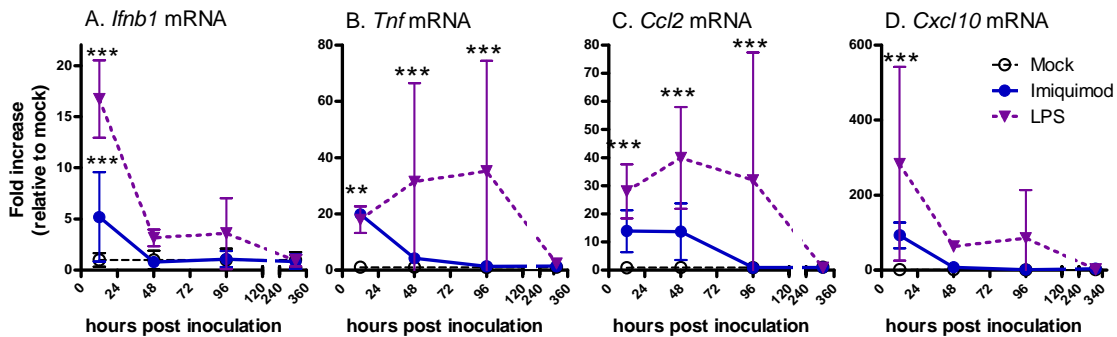 A. Ifnb1 mRNA
B. Tnf mRNA
C. Ccl2 mRNA
D. Cxcl10 mRNA
Fold increase
(relative to mock)
20
15
10
5
0
***
***
0 24 48 72 96 120 240 360
hours post inoculation
80
60
40
20
0
**
***
***
0 24 48 72 96 120 240 360
hours post inoculation
80
70
60
50
40
30
20
10
0
***
***
***
0 24 48 72 96 120 240 360
hours post inoculation
600
400
200
0
***
Mock
Imiquimod
LPS
0 24 48 72 96 120 240 340
hours post inoculation